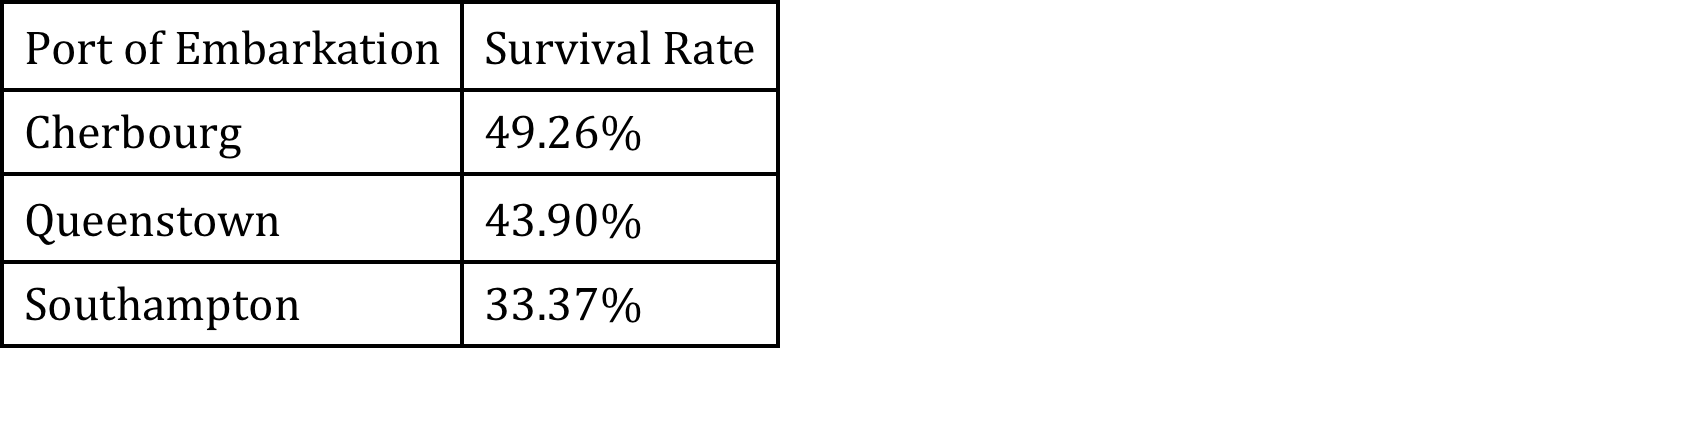 Port of Embarkation Survival Rate
Cherbourg 49.26%
Queenstown 43.90%
Southampton 33.37%